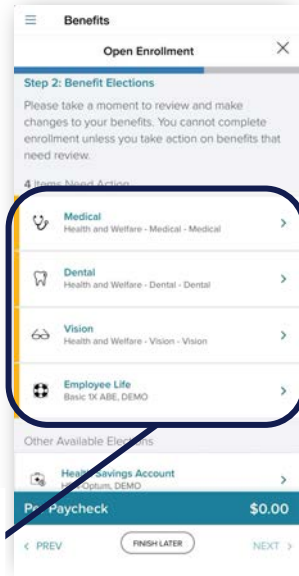 Benefits
Open Enrollment
Step 2: Benefit Elections
Please take a moment to review and make
changes to your benefits. You cannot complete
enrollment unless you take action on benefits that
need review.
4 Items Need Action
Medical
Health and Welfare - Medical - Medical
Dental
Health and Welfare - Dental - Dental
Vision
Health and Welfare - Vision - Vision
Employee Life
Basic 1X ABE, DEMO
Other Available Elections
Health Savings Account
Optum, DEMO
Per Paycheck $0.00
< PREV FINISH LATER NEXT >